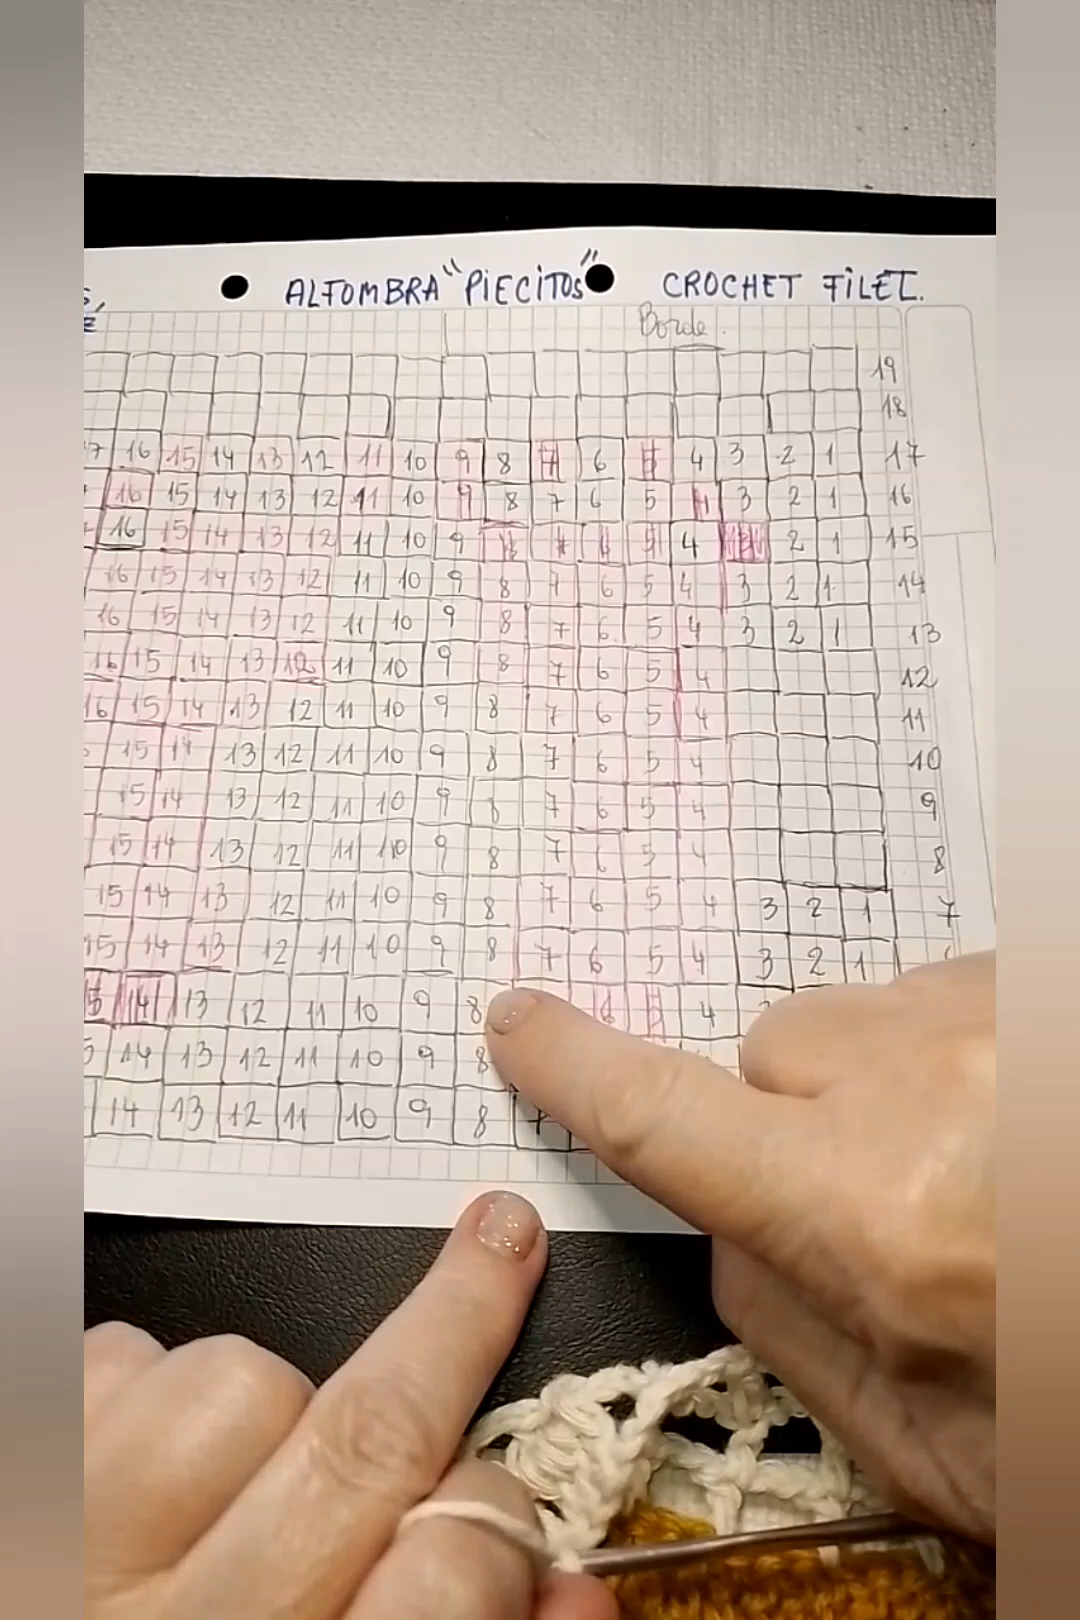 ALFOMBRA "PIECITOS" CROCHET FILET.
Borde.
19
18
17 16 15 14 13 12 11 10 9 8 7 6 5 4 3 2 1 17
16 15 14 13 12 11 10 9 8 7 6 5 4 3 2 1 16
16 15 14 13 12 11 10 9 8 7 6 5 4 3 2 1 15
16 15 14 13 12 11 10 9 8 7 6 5 4 3 2 1 14
16 15 14 13 12 11 10 9 8 7 6 5 4 3 2 1 13
16 15 14 13 12 11 10 9 8 7 6 5 4 12
16 15 14 13 12 11 10 9 8 7 6 5 4 11
15 14 13 12 11 10 9 8 7 6 5 4 10
15 14 13 12 11 10 9 8 7 6 5 4 9
15 14 13 12 11 10 9 8 7 6 5 4 8
15 14 13 12 11 10 9 8 7 6 5 4 3 2 1 7
15 14 13 12 11 10 9 8 7 6 5 4 3 2 1
14 13 12 11 10 9 8 6 5 4
14 13 12 11 10 9 8
14 13 12 11 10 9 8 7